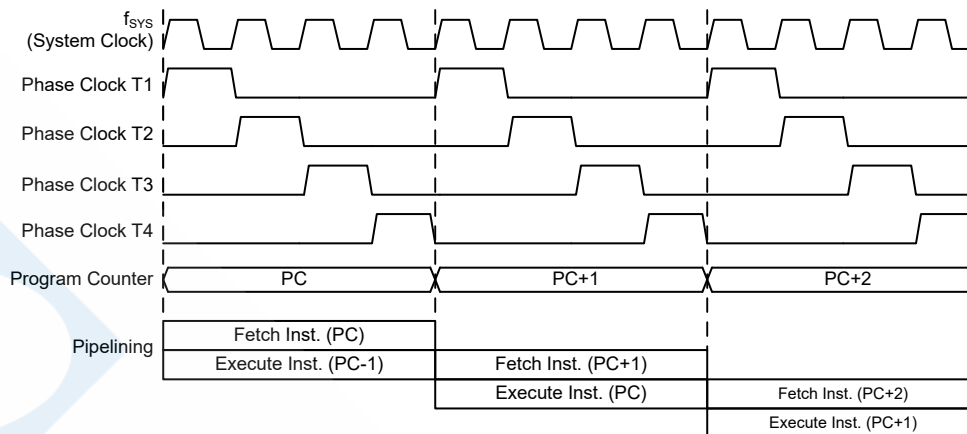 fSYS
(System Clock)
Phase Clock T1
Phase Clock T2
Phase Clock T3
Phase Clock T4
Program Counter PC PC+1 PC+2
Pipelining
Fetch Inst. (PC)
Execute Inst. (PC-1) Fetch Inst. (PC+1)
Execute Inst. (PC) Fetch Inst. (PC+2)
Execute Inst. (PC+1)